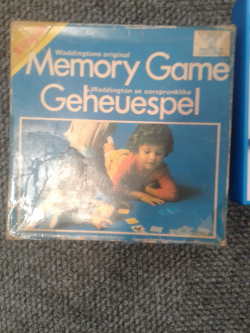 Waddingtons original
Memory Game
Waddington se oorspronklike
Geheuespel